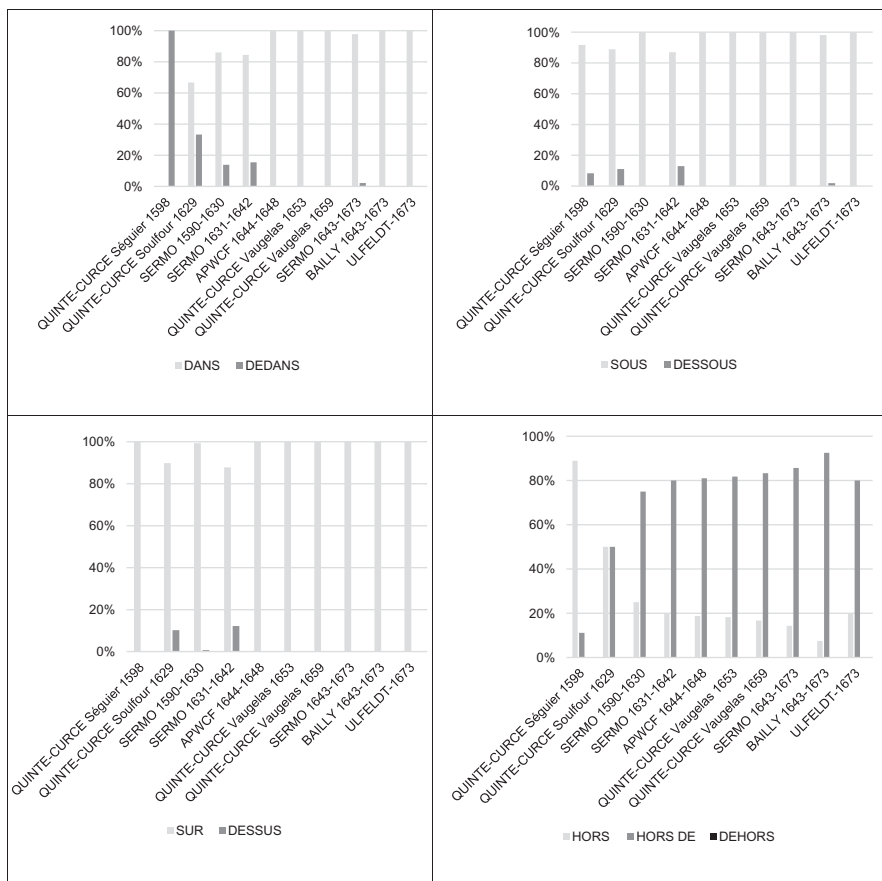 100%
80%
60%
40%
20%
0%
QUINTE-CURCE Séguier 1598
QUINTE-CURCE Soulfour 1629
SERMO 1590-1630
SERMO 1631-1642
APWCF 1644-1648
QUINTE-CURCE Vaugelas 1653
QUINTE-CURCE Vaugelas 1659
SERMO 1643-1673
BAILLY 1643-1673
ULFELDT-1673
DANS DEDANS
100%
80%
60%
40%
20%
0%
QUINTE-CURCE Séguier 1598
QUINTE-CURCE Soulfour 1629
SERMO 1590-1630
SERMO 1631-1642
APWCF 1644-1648
QUINTE-CURCE Vaugelas 1653
QUINTE-CURCE Vaugelas 1659
SERMO 1643-1673
BAILLY 1643-1673
ULFELDT-1673
SOUS DESSOUS
100%
80%
60%
40%
20%
0%
QUINTE-CURCE Séguier 1598
QUINTE-CURCE Soulfour 1629
SERMO 1590-1630
SERMO 1631-1642
APWCF 1644-1648
QUINTE-CURCE Vaugelas 1653
QUINTE-CURCE Vaugelas 1659
SERMO 1643-1673
BAILLY 1643-1673
ULFELDT-1673
SUR DESSUS
100%
80%
60%
40%
20%
0%
QUINTE-CURCE Séguier 1598
QUINTE-CURCE Soulfour 1629
SERMO 1590-1630
SERMO 1631-1642
APWCF 1644-1648
QUINTE-CURCE Vaugelas 1653
QUINTE-CURCE Vaugelas 1659
SERMO 1643-1673
BAILLY 1643-1673
ULFELDT-1673
HORS HORS DE DEHORS